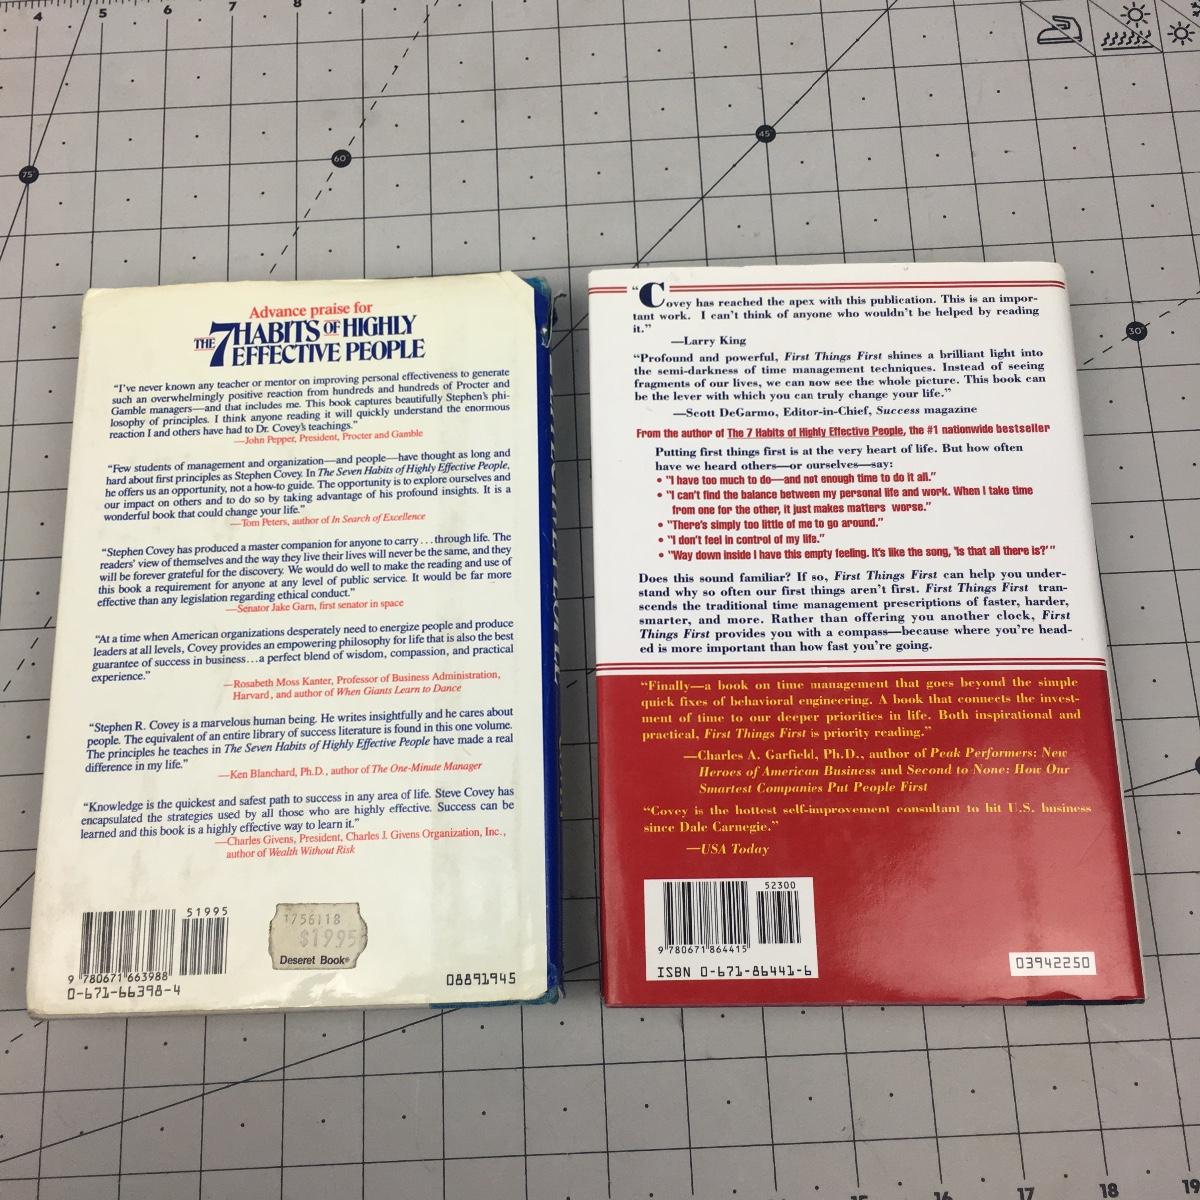 4 5 6 7 8
75°
60°
45°
30°
Advance praise for
THE 7 HABITS OF HIGHLY
EFFECTIVE PEOPLE
“I’ve never known any teacher or mentor on improving personal effectiveness to generate
such an overwhelmingly positive reaction from hundreds and hundreds of Procter and
Gamble managers—and that includes me. This book captures beautifully Stephen’s phi-
losophy of principles. I think anyone reading it will quickly understand the enormous
reaction I and others have had to Dr. Covey’s teachings.”
—John Pepper, President, Procter and Gamble
“Few students of management and organization—and people—have thought as long and
hard about first principles as Stephen Covey. In The Seven Habits of Highly Effective People,
he offers us an opportunity, not a how-to guide. The opportunity is to explore ourselves and
our impact on others and to do so by taking advantage of his profound insights. It is a
wonderful book that could change your life.”
—Tom Peters, author of In Search of Excellence
“Stephen Covey has produced a master companion for anyone to carry . . . through life. The
readers’ view of themselves and the way they live their lives will never be the same, and they
will be forever grateful for the discovery. We would do well to make the reading and use of
this book a requirement for anyone at any level of public service. It would be far more
effective than any legislation regarding ethical conduct.”
—Senator Jake Garn, first senator in space
“At a time when American organizations desperately need to energize people and produce
leaders at all levels, Covey provides an empowering philosophy for life that is also the best
guarantee of success in business...a perfect blend of wisdom, compassion, and practical
experience.”
—Rosabeth Moss Kanter, Professor of Business Administration,
Harvard, and author of When Giants Learn to Dance
“Stephen R. Covey is a marvelous human being. He writes insightfully and he cares about
people. The equivalent of an entire library of success literature is found in this one volume.
The principles he teaches in The Seven Habits of Highly Effective People have made a real
difference in my life.”
—Ken Blanchard, Ph.D., author of The One-Minute Manager
“Knowledge is the quickest and safest path to success in any area of life. Steve Covey has
encapsulated the strategies used by all those who are highly effective. Success can be
learned and this book is a highly effective way to learn it.”
—Charles Givens, President, Charles J. Givens Organization, Inc.,
author of Wealth Without Risk
51995
9 780671 663988
0-671-66398-4
1756118
$19.95
Deseret Book
08891945
“Covey has reached the apex with this publication. This is an impor-
tant work. I can’t think of anyone who wouldn’t be helped by reading
it.”
—Larry King
“Profound and powerful, First Things First shines a brilliant light into
the semi-darkness of time management techniques. Instead of seeing
fragments of our lives, we can now see the whole picture. This book can
be the lever with which you can truly change your life.”
—Scott DeGarmo, Editor-in-Chief, Success magazine
From the author of The 7 Habits of Highly Effective People, the #1 nationwide bestseller
Putting first things first is at the very heart of life. But how often
have we heard others—or ourselves—say:
• “I have too much to do—and not enough time to do it all.”
• “I can’t find the balance between my personal life and work. When I take time
from one for the other, it just makes matters worse.”
• “There’s simply too little of me to go around.”
• “I don’t feel in control of my life.”
• “Way down inside I have this empty feeling. It’s like the song, ‘Is that all there is?’”
Does this sound familiar? If so, First Things First can help you under-
stand why so often our first things aren’t first. First Things First tran-
scends the traditional time management prescriptions of faster, harder,
smarter, and more. Rather than offering you another clock, First
Things First provides you with a compass—because where you’re head-
ed is more important than how fast you’re going.
“Finally—a book on time management that goes beyond the simple
quick fixes of behavioral engineering. A book that connects the invest-
ment of time to our deeper priorities in life. Both inspirational and
practical, First Things First is priority reading.”
—Charles A. Garfield, Ph.D., author of Peak Performers: New
Heroes of American Business and Second to None: How Our
Smartest Companies Put People First
“Covey is the hottest self-improvement consultant to hit U.S. business
since Dale Carnegie.”
—USA Today
52300
9 780671 864415
ISBN 0-671-86441-6
03942250
15 16 17 18 19